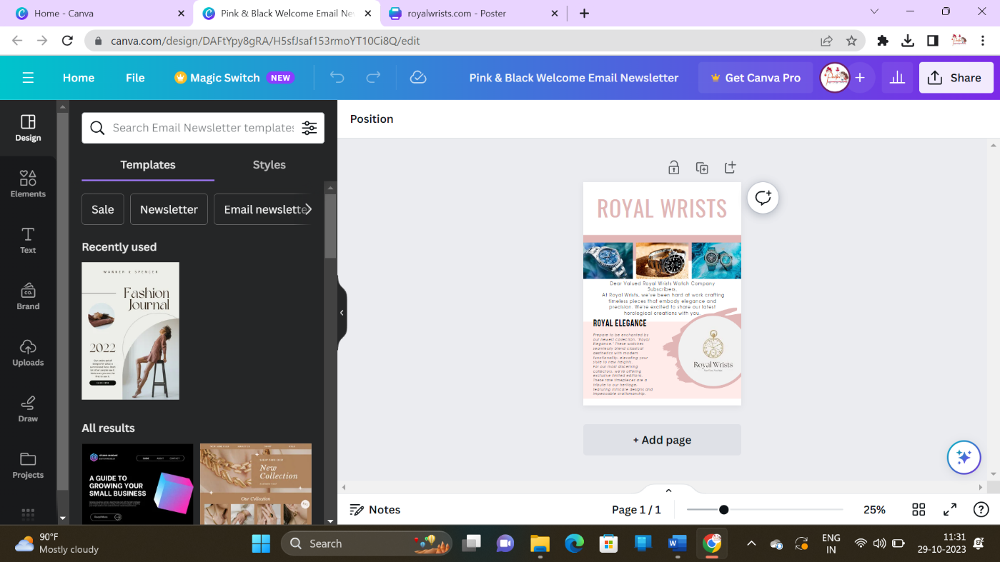 Home - Canva
Pink & Black Welcome Email Ne
royalwrists.com - Poster
canva.com/design/DAFtYpy8gRA/H5sfJsaf153rmoYT10Ci8Q/edit
Home
File
Magic Switch
NEW
Pink & Black Welcome Email Newsletter
Get Canva Pro
Share
Design
Elements
Text
Brand
Uploads
Draw
Projects
Search Email Newsletter templates
Templates
Styles
Sale
Newsletter
Email newslette
Recently used
WANNER & SPENCER
Fashion
Journal
2022
All results
A GUIDE TO
GROWING YOUR
SMALL BUSINESS
New
Collection
Our Collection
Position
ROYAL WRISTS
Dear Valued Royal Wrists Watch Company
Subscribers,
At Royal Wrists, we've been hard at work crafting
timeless pieces that embody elegance and
precision. We're excited to share our latest
horological creations with you.
ROYAL ELEGANCE
Prepare to be enchanted by
our newest collection, "Royal
Elegance." These watches
seamlessly blend classical
aesthetics with modern
functionality, elevating your
style to new heights.
For our most discerning
collectors, we're offering
exclusive limited editions.
These rare timepieces are a
tribute to our heritage,
featuring intricate designs and
impeccable craftsmanship.
Royal Wrists
+ Add page
Notes
Page 1 / 1
25%
90°F
Mostly cloudy
Search
ENG
IN
11:31
29-10-2023